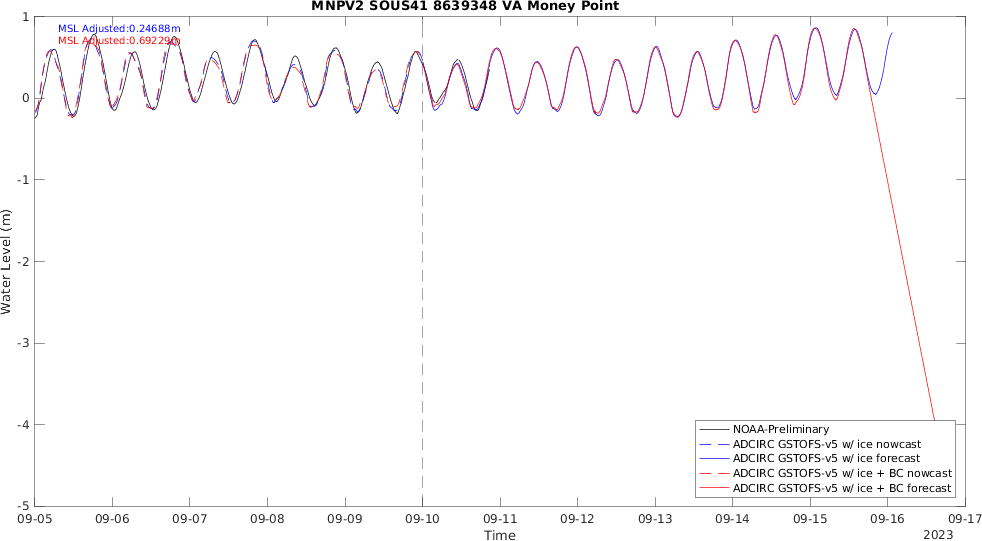 MNPV2 SOUS41 8639348 VA Money Point
MSL Adjusted:0.24688m
MSL Adjusted:0.6922
1
0
-1
-2
-3
-4
-5
Water Level (m)
NOAA-Preliminary
ADCIRC GSTOFS-v5 w/ ice nowcast
ADCIRC GSTOFS-v5 w/ ice forecast
ADCIRC GSTOFS-v5 w/ ice + BC nowcast
ADCIRC GSTOFS-v5 w/ ice + BC forecast
09-05 09-06 09-07 09-08 09-09 09-10 09-11 09-12 09-13 09-14 09-15 09-16 09-17
Time
2023